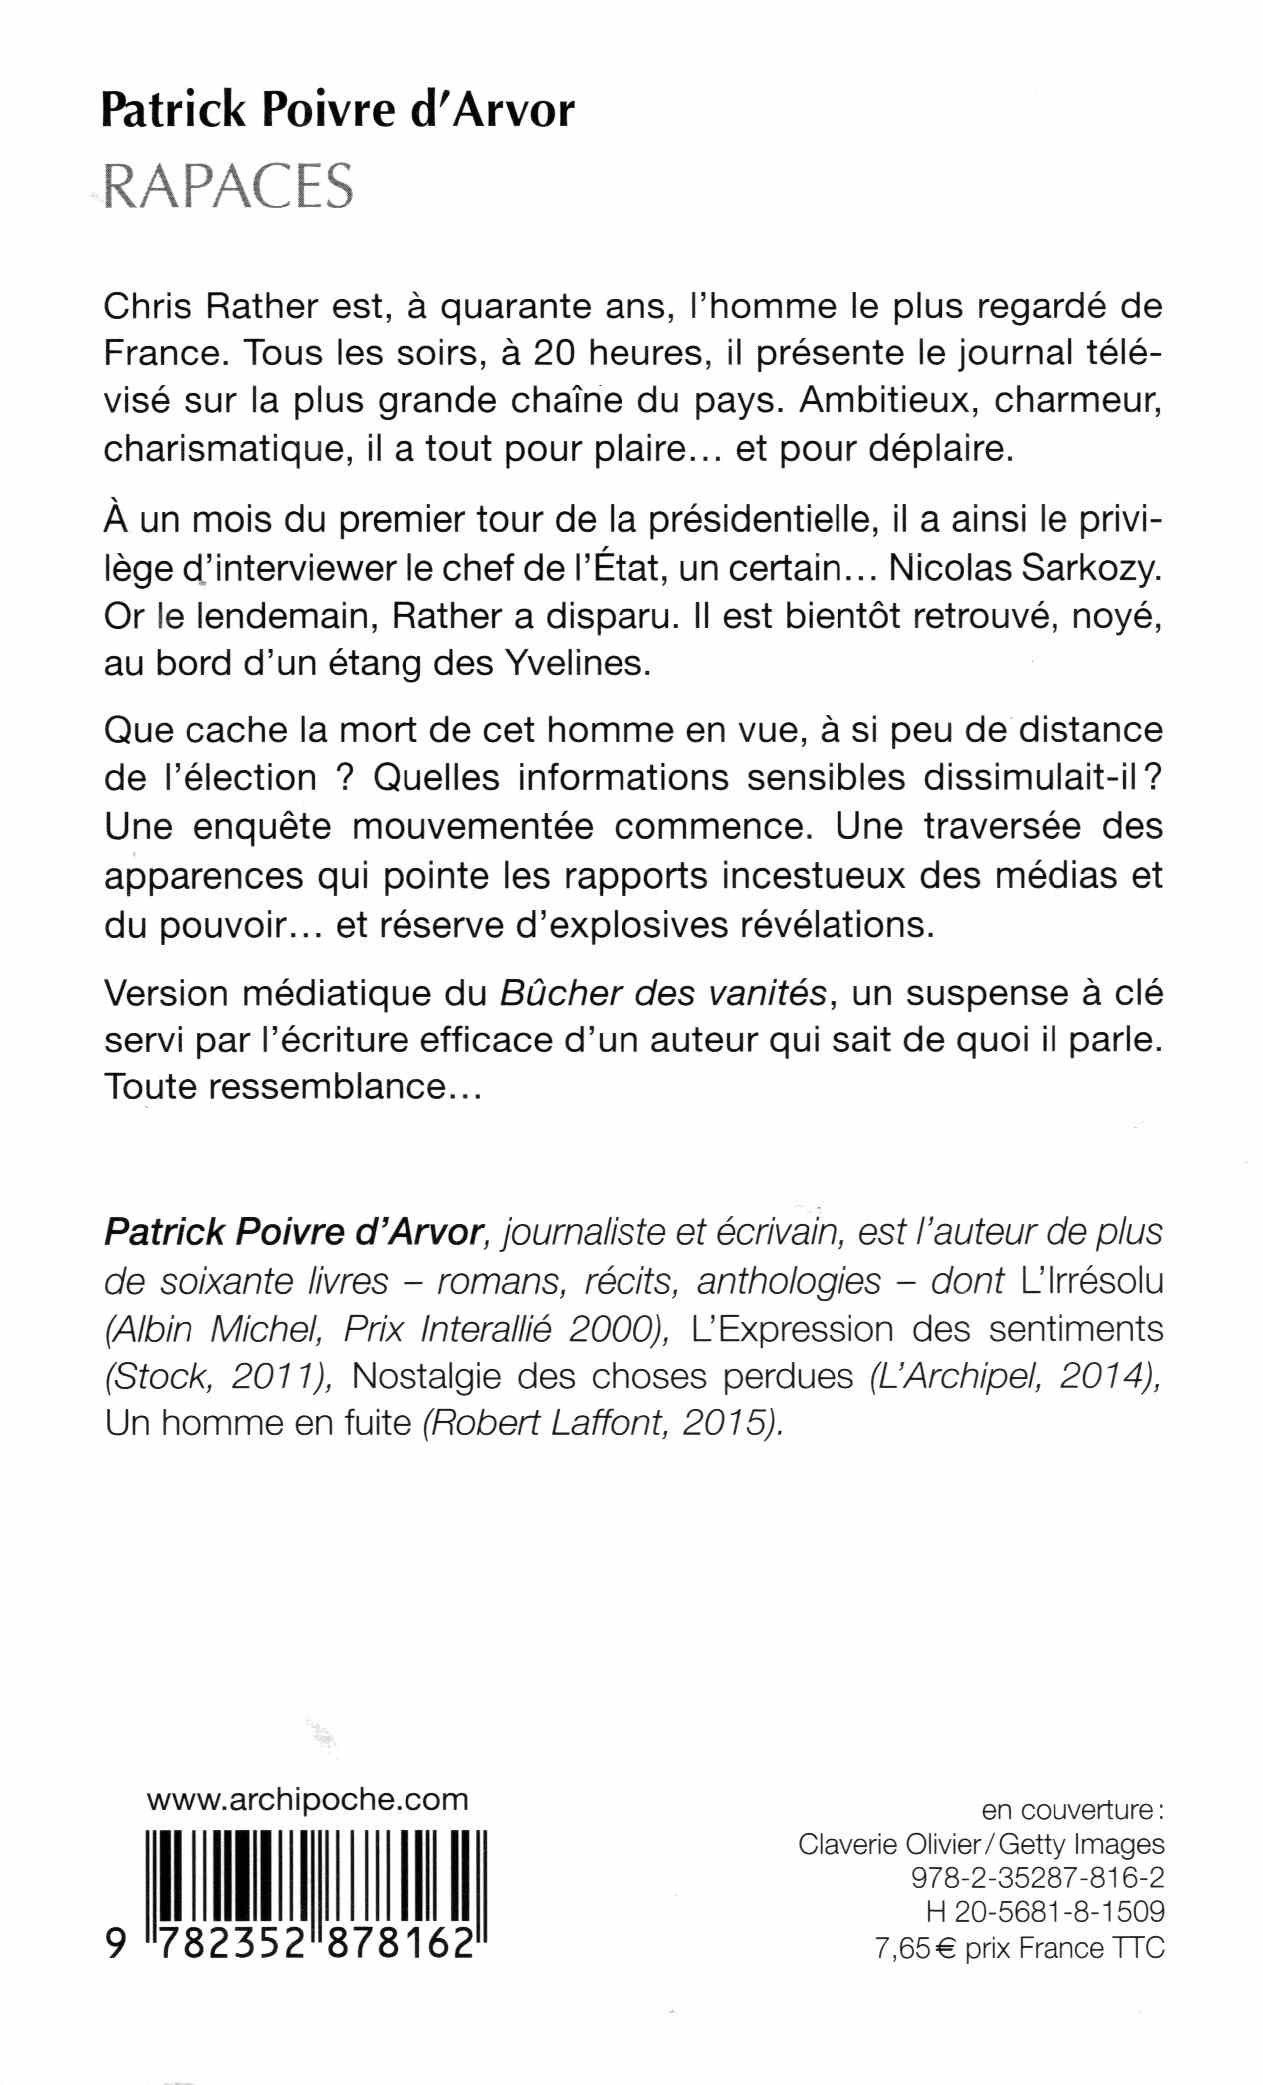 Patrick Poivre d'Arvor
RAPACES
Chris Rather est, à quarante ans, l'homme le plus regardé de
France. Tous les soirs, à 20 heures, il présente le journal télé-
visé sur la plus grande chaîne du pays. Ambitieux, charmeur,
charismatique, il a tout pour plaire... et pour déplaire.
À un mois du premier tour de la présidentielle, il a ainsi le privi-
lège d'interviewer le chef de l'État, un certain... Nicolas Sarkozy.
Or le lendemain, Rather a disparu. Il est bientôt retrouvé, noyé,
au bord d'un étang des Yvelines.
Que cache la mort de cet homme en vue, à si peu de distance
de l'élection ? Quelles informations sensibles dissimulait-il ?
Une enquête mouvementée commence. Une traversée des
apparences qui pointe les rapports incestueux des médias et
du pouvoir... et réserve d'explosives révélations.
Version médiatique du Bûcher des vanités, un suspense à clé
servi par l'écriture efficace d'un auteur qui sait de quoi il parle.
Toute ressemblance...
Patrick Poivre d'Arvor, journaliste et écrivain, est l'auteur de plus
de soixante livres – romans, récits, anthologies – dont L'Irrésolu
(Albin Michel, Prix Interallié 2000), L'Expression des sentiments
(Stock, 2011), Nostalgie des choses perdues (L'Archipel, 2014),
Un homme en fuite (Robert Laffont, 2015).
www.archipoche.com
9 782352 878162
en couverture :
Claverie Olivier / Getty Images
978-2-35287-816-2
H 20-5681-8-1509
7,65 € prix France TTC